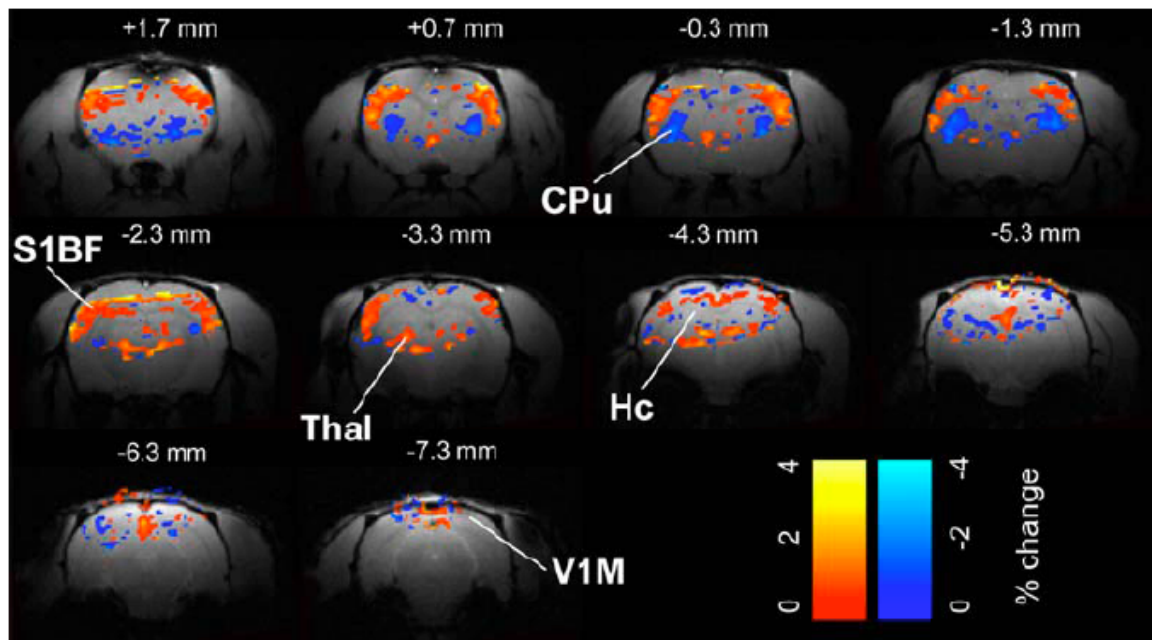 +1.7 mm
+0.7 mm
-0.3 mm
-1.3 mm
CPu
S1BF
-2.3 mm
-3.3 mm
-4.3 mm
-5.3 mm
Thal
Hc
-6.3 mm
-7.3 mm
V1M
4
2
0
-4
-2
-0
% change